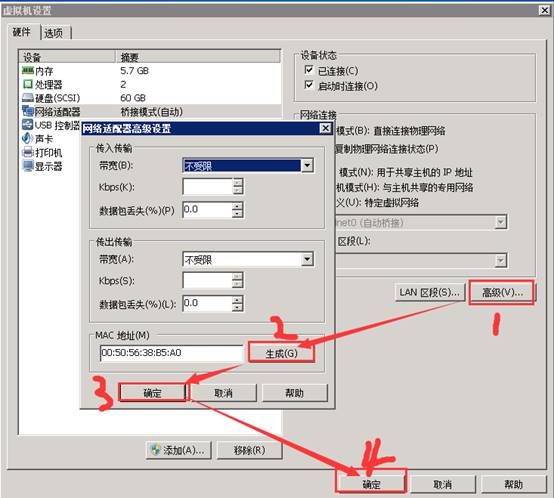 虚拟机设置
硬件 选项
设备 摘要
内存 5.7 GB
处理器 2
硬盘(SCSI) 60 GB
网络适配器 桥接模式(自动)
USB 控制器
声卡
打印机
显示器
设备状态
已连接(C)
启动时连接(O)
网络连接
模式(B): 直接连接物理网络
复制物理网络连接状态(P)
模式(N): 用于共享主机的 IP 地址
机模式(H): 与主机共享的专用网络
义(U): 特定虚拟网络
net0 (自动桥接)
区段(L):
LAN 区段(S)... 高级(V)...
1
网络适配器高级设置
传入传输
带宽(B): 不受限
Kbps(K):
数据包丢失(%)(P) 0.0
传出传输
带宽(A): 不受限
Kbps(S):
数据包丢失(%)(L): 0.0
2
MAC 地址(M)
00:50:56:38:B5:A0 生成(G)
3 确定 取消 帮助
添加(A)... 移除(R)
4
确定 取消 帮助